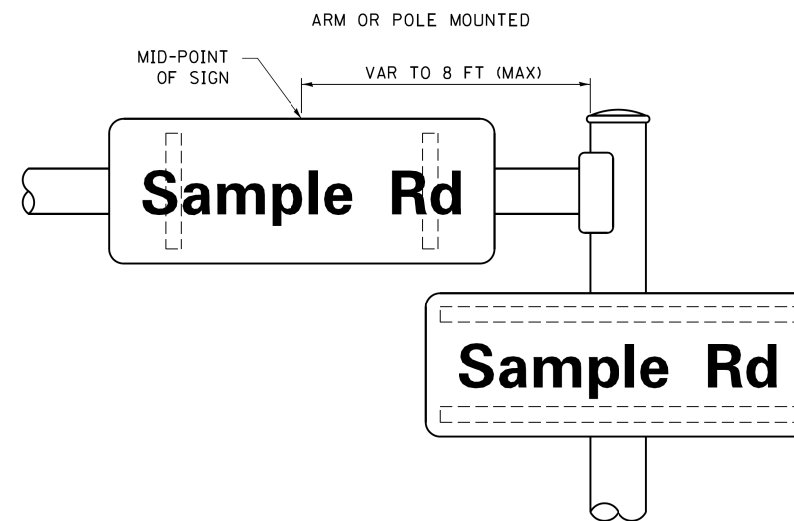 ARM OR POLE MOUNTED
MID-POINT
OF SIGN
VAR TO 8 FT (MAX)
Sample Rd
Sample Rd